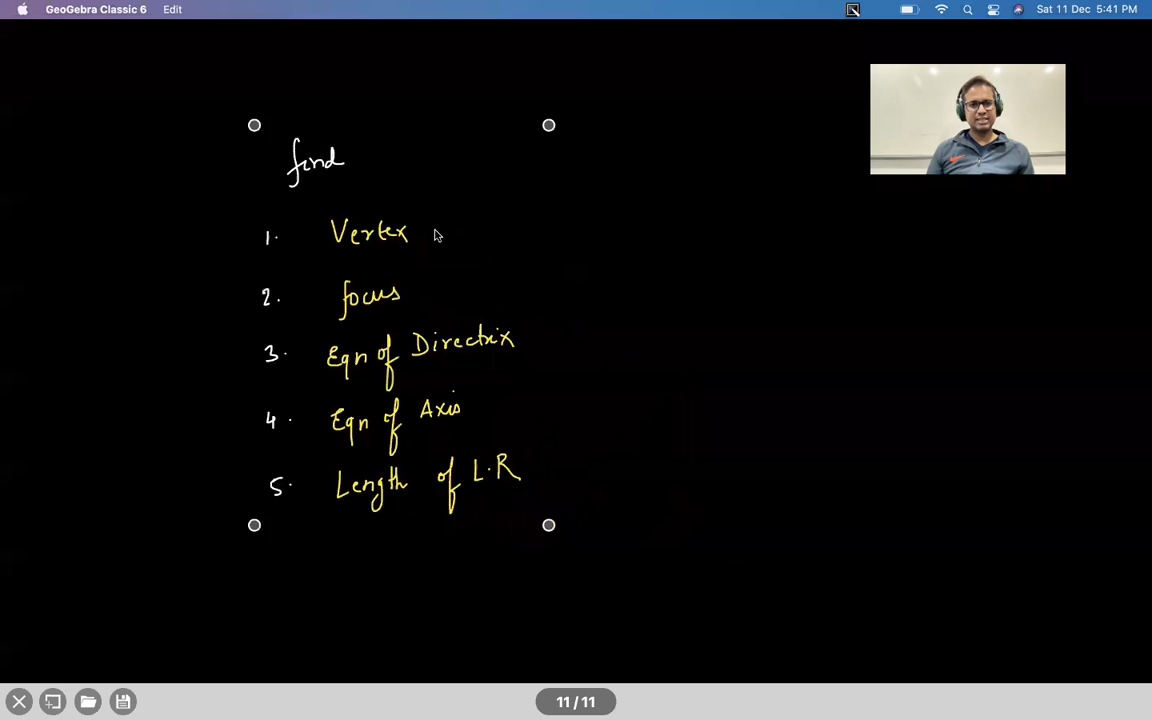 GeoGebra Classic 6 Edit Sat 11 Dec 5:41 PM
find
1. Vertex
2. focus
3. Eqn of Directrix
4. Eqn of Axis
5. Length of L.R
11 / 11